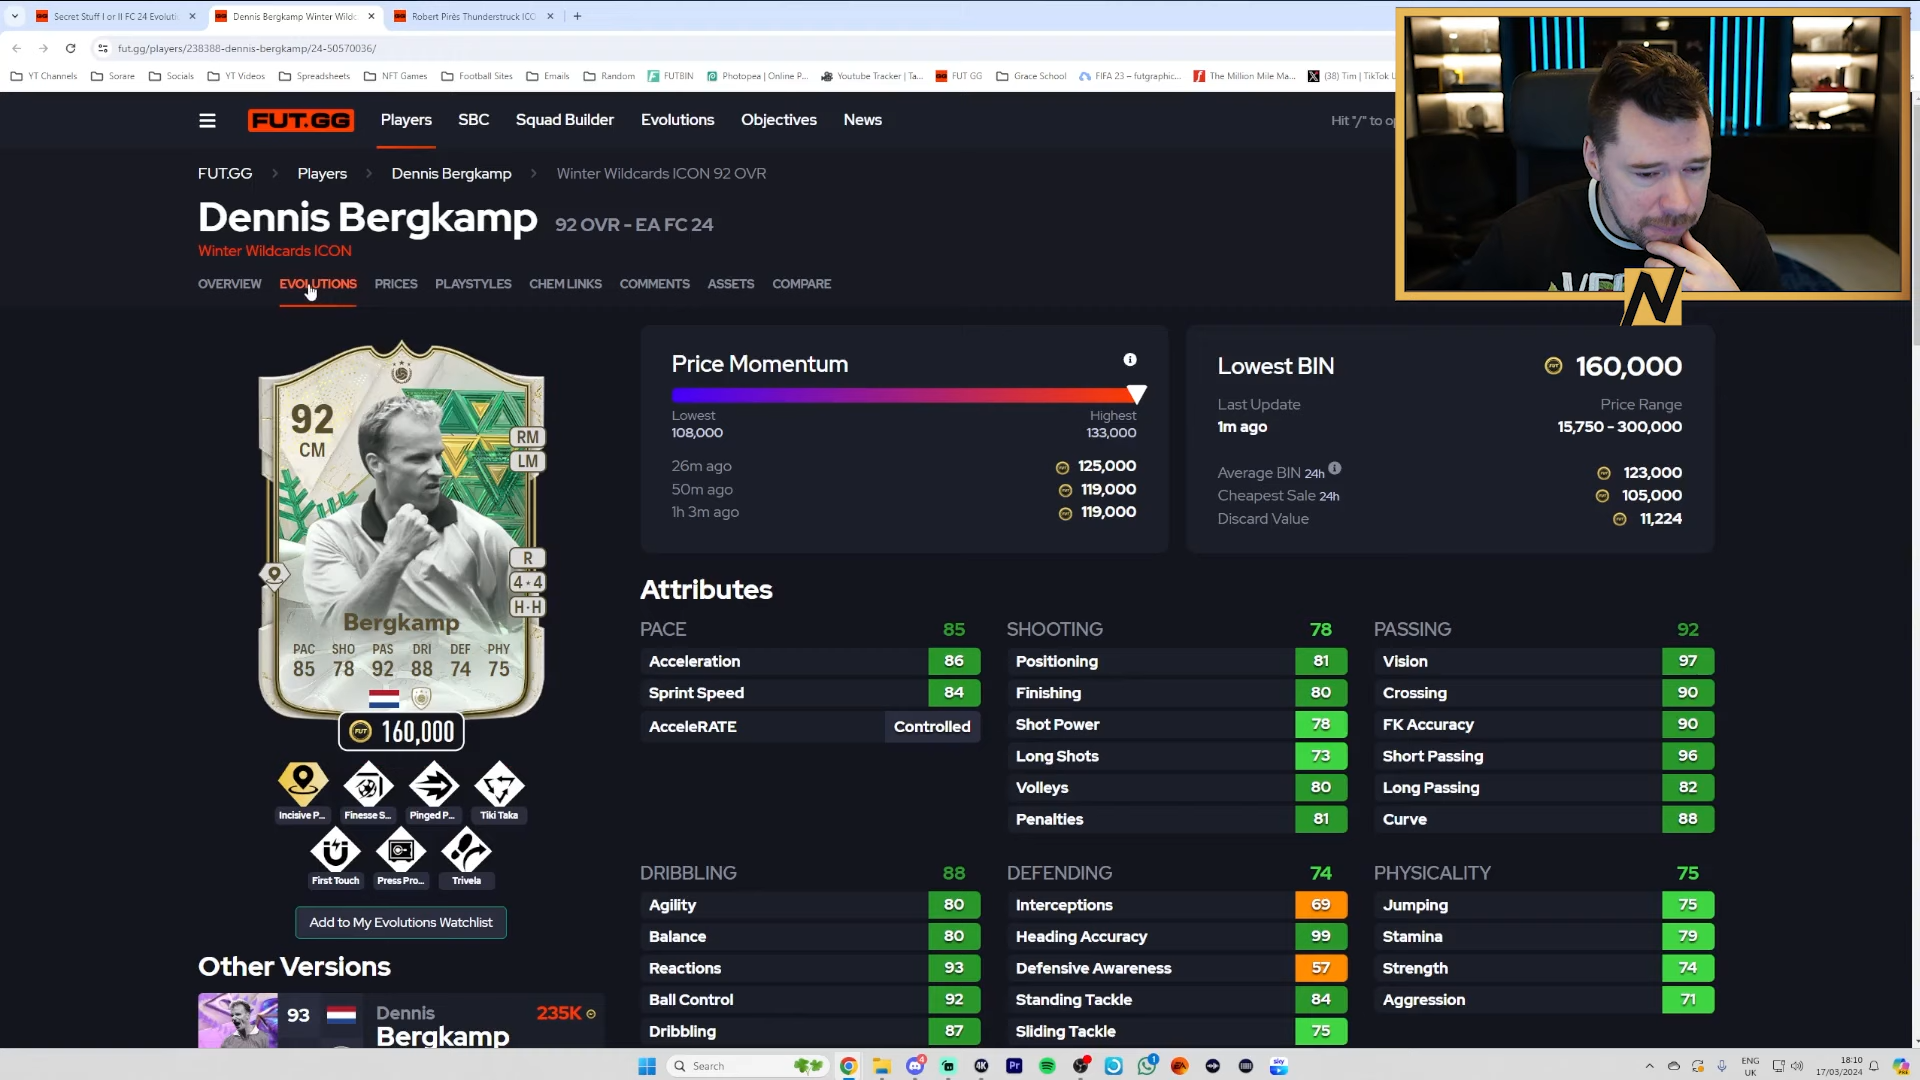 Secret Stuff I or II FC 24 Evoluti
Dennis Bergkamp Winter Wildc
Robert Pirès Thunderstruck ICO
fut.gg/players/238388-dennis-bergkamp/24-50570036/
YT Channels Sorare Socials YT Videos Spreadsheets NFT Games Football Sites Emails Random FUTBIN Photopea | Online P... Youtube Tracker | Ta... FUT GG Grace School FIFA 23 – futgraphic... The Million Mile Ma... (38) Tim | TikTok
FUT.GG Players SBC Squad Builder Evolutions Objectives News Hit "/" to op
FUT.GG > Players > Dennis Bergkamp > Winter Wildcards ICON 92 OVR
Dennis Bergkamp 92 OVR - EA FC 24
Winter Wildcards ICON
OVERVIEW EVOLUTIONS PRICES PLAYSTYLES CHEM LINKS COMMENTS ASSETS COMPARE
92
CM
RM
LM
R
4⋆4
H·H
Bergkamp
PAC SHO PAS DRI DEF PHY
85 78 92 88 74 75
160,000
Incisive P... Finesse S... Pinged P... Tiki Taka
First Touch Press Pro... Trivela
Add to My Evolutions Watchlist
Other Versions
93 Dennis 235K
Bergkamp
Price Momentum
Lowest Highest
108,000 133,000
26m ago 125,000
50m ago 119,000
1h 3m ago 119,000
Lowest BIN 160,000
Last Update Price Range
1m ago 15,750 - 300,000
Average BIN 24h 123,000
Cheapest Sale 24h 105,000
Discard Value 11,224
Attributes
PACE 85
Acceleration 86
Sprint Speed 84
AcceleRATE Controlled
SHOOTING 78
Positioning 81
Finishing 80
Shot Power 78
Long Shots 73
Volleys 80
Penalties 81
PASSING 92
Vision 97
Crossing 90
FK Accuracy 90
Short Passing 96
Long Passing 82
Curve 88
DRIBBLING 88
Agility 80
Balance 80
Reactions 93
Ball Control 92
Dribbling 87
DEFENDING 74
Interceptions 69
Heading Accuracy 99
Defensive Awareness 57
Standing Tackle 84
Sliding Tackle 75
PHYSICALITY 75
Jumping 75
Stamina 79
Strength 74
Aggression 71
N
Search
4K
Pr
EA
sky
ENG
UK
18:10
17/03/2024